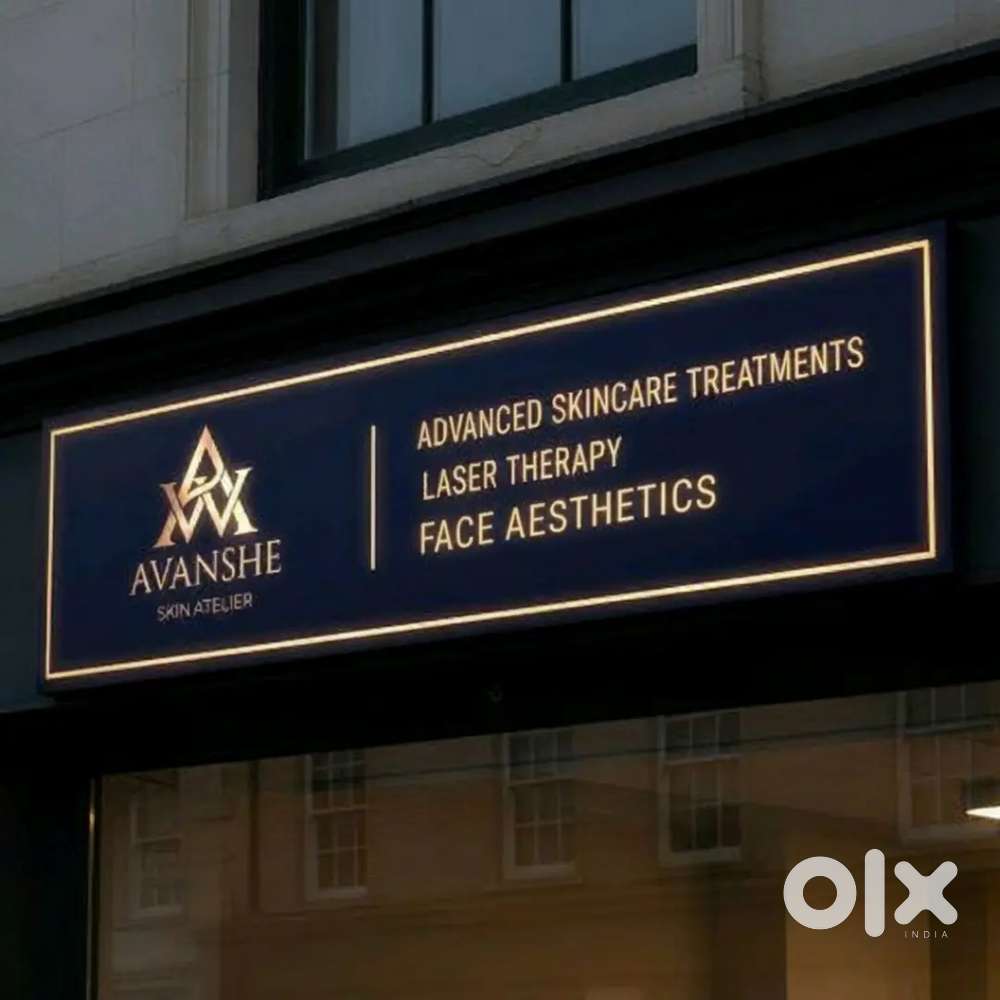 AVANSHE
SKIN ATELIER
ADVANCED SKINCARE TREATMENTS
LASER THERAPY
FACE AESTHETICS
olx
INDIA